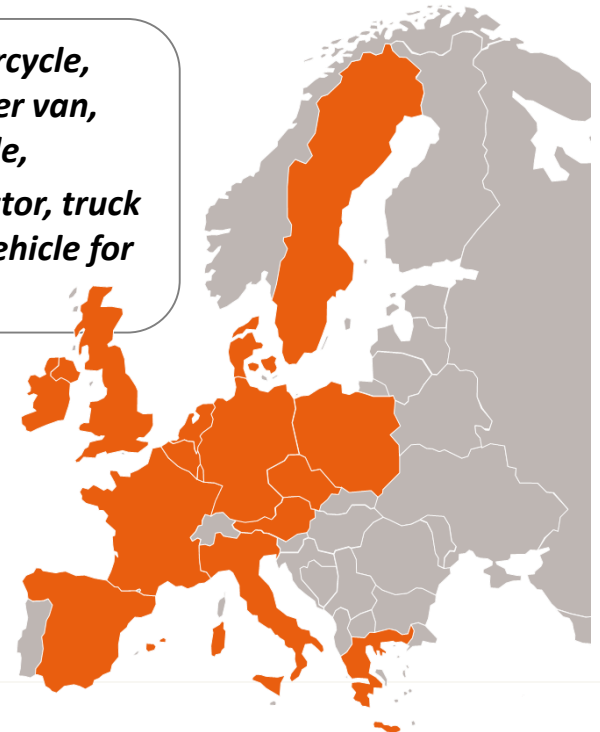 rcycle,
er van,
le,
tor, truck
ehicle for